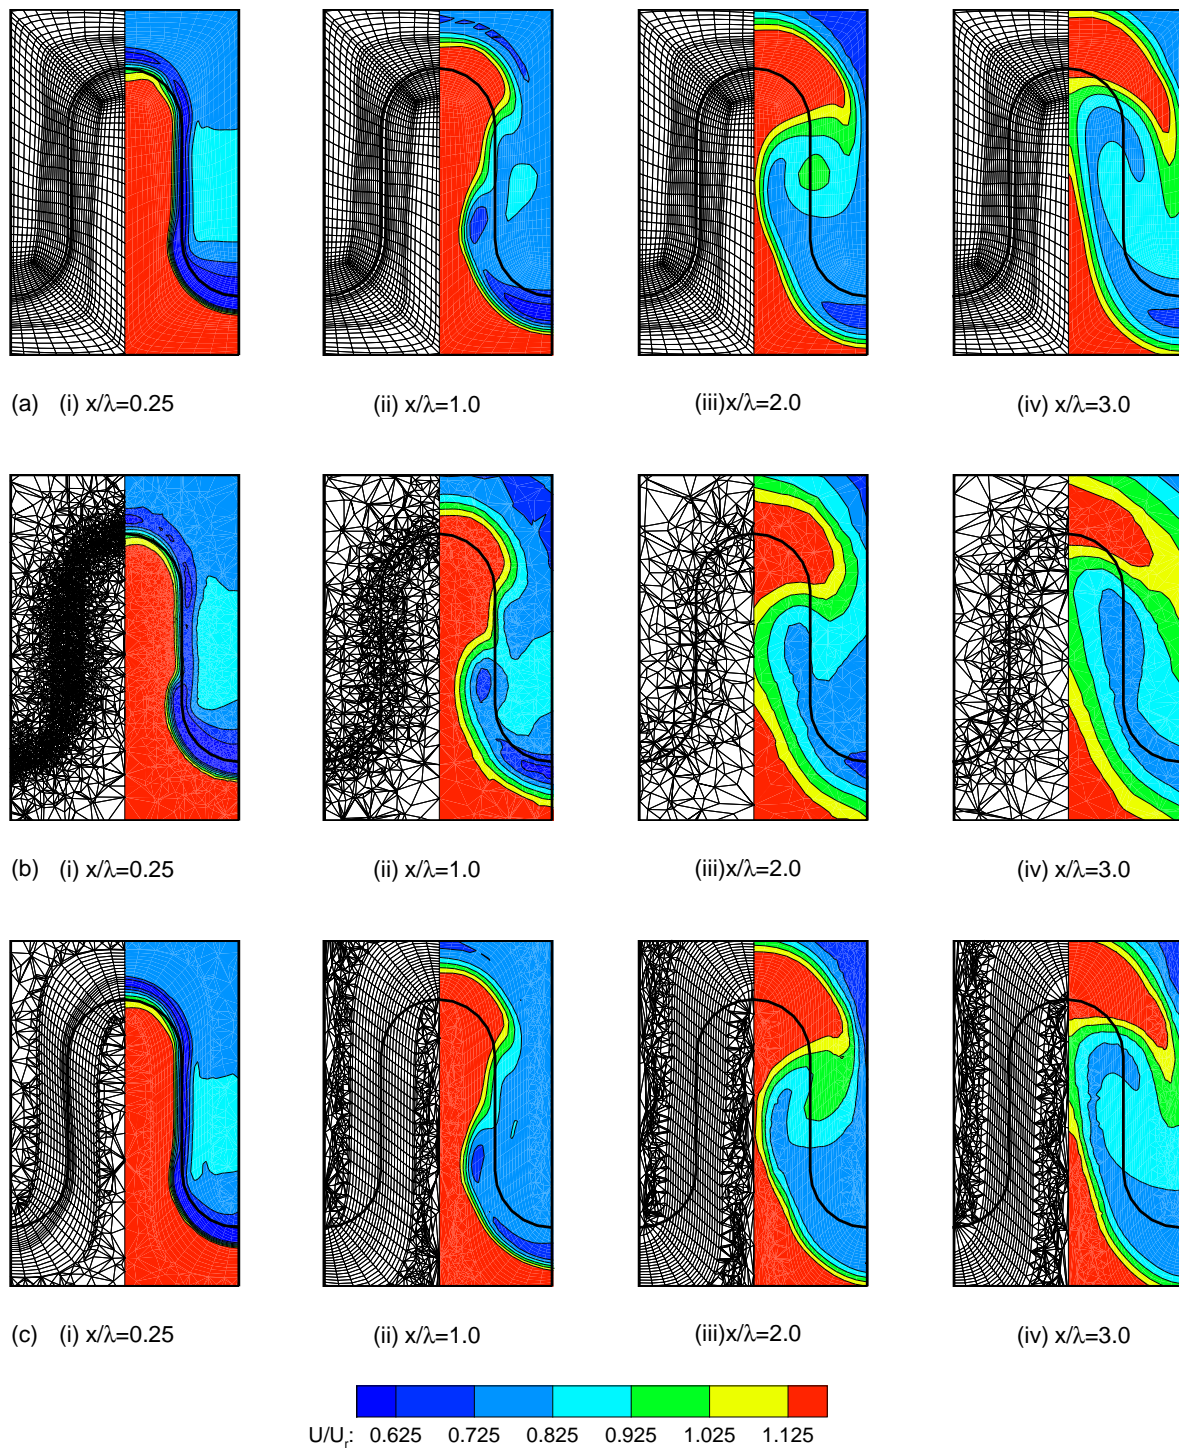 (a) (i) x/λ=0.25 (ii) x/λ=1.0 (iii)x/λ=2.0 (iv) x/λ=3.0
(b) (i) x/λ=0.25 (ii) x/λ=1.0 (iii)x/λ=2.0 (iv) x/λ=3.0
(c) (i) x/λ=0.25 (ii) x/λ=1.0 (iii)x/λ=2.0 (iv) x/λ=3.0
U/Uᵣ: 0.625 0.725 0.825 0.925 1.025 1.125